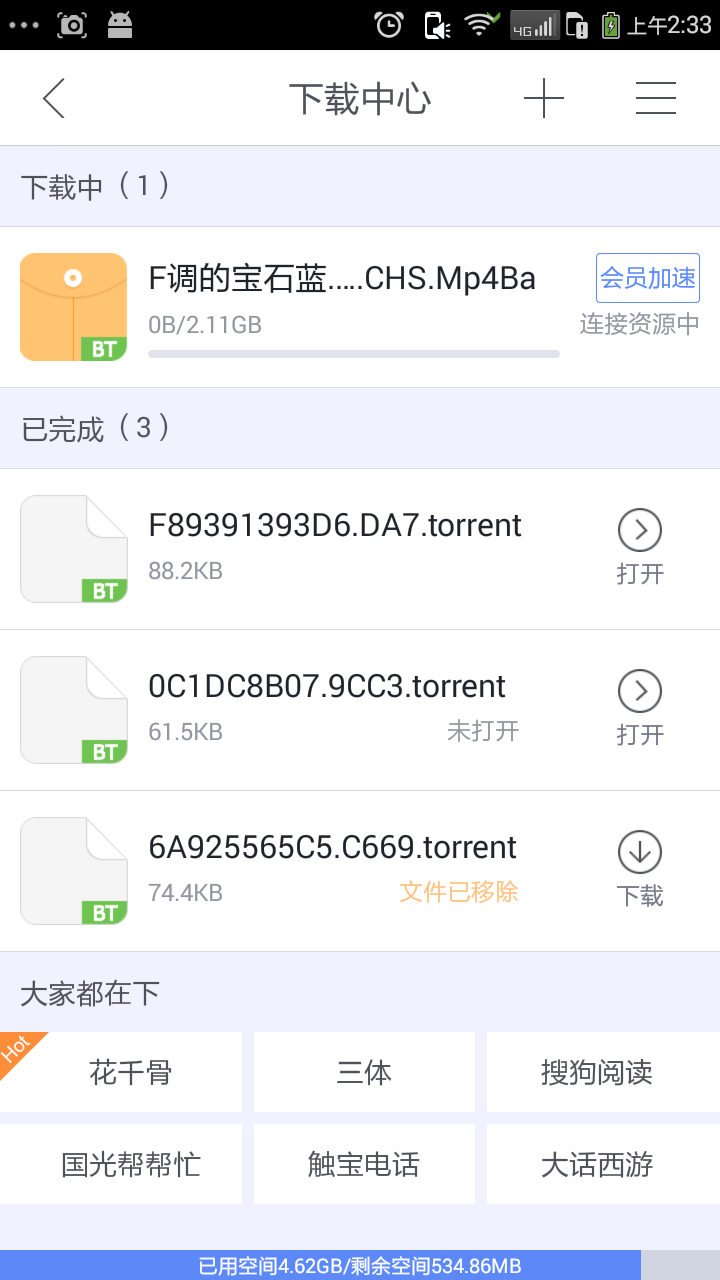 4G 上午2:33
下载中心
下载中（1）
F调的宝石蓝.....CHS.Mp4Ba
会员加速
0B/2.11GB
连接资源中
BT
已完成（3）
F89391393D6.DA7.torrent
88.2KB
打开
BT
0C1DC8B07.9CC3.torrent
61.5KB
未打开
打开
BT
6A925565C5.C669.torrent
74.4KB
文件已移除
下载
BT
大家都在下
Hot
花千骨
三体
搜狗阅读
国光帮帮忙
触宝电话
大话西游
已用空间4.62GB/剩余空间534.86MB